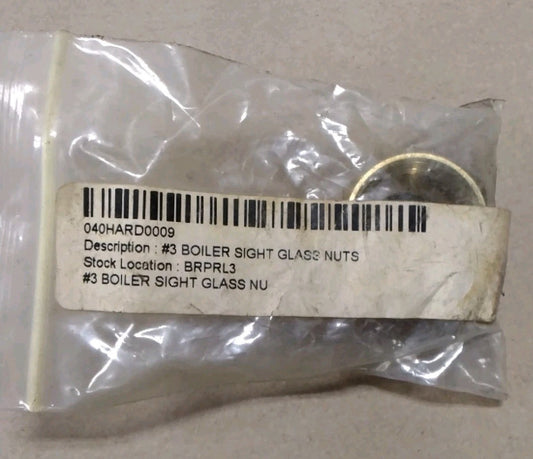 040HARD0009
Description : #3 BOILER SIGHT GLASS NUTS
Stock Location : BRPRL3
#3 BOILER SIGHT GLASS NU